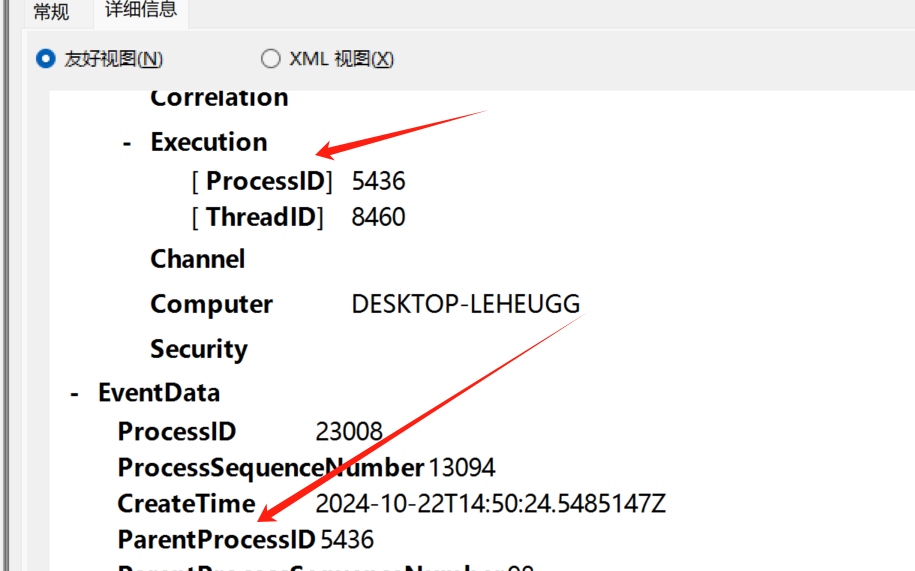 常规 详细信息
友好视图(N) XML 视图(X)
Correlation
- Execution
[ ProcessID] 5436
[ ThreadID] 8460
Channel
Computer DESKTOP-LEHEUGG
Security
- EventData
ProcessID 23008
ProcessSequenceNumber 13094
CreateTime 2024-10-22T14:50:24.5485147Z
ParentProcessID 5436
ParentProcessSequenceNumber 98